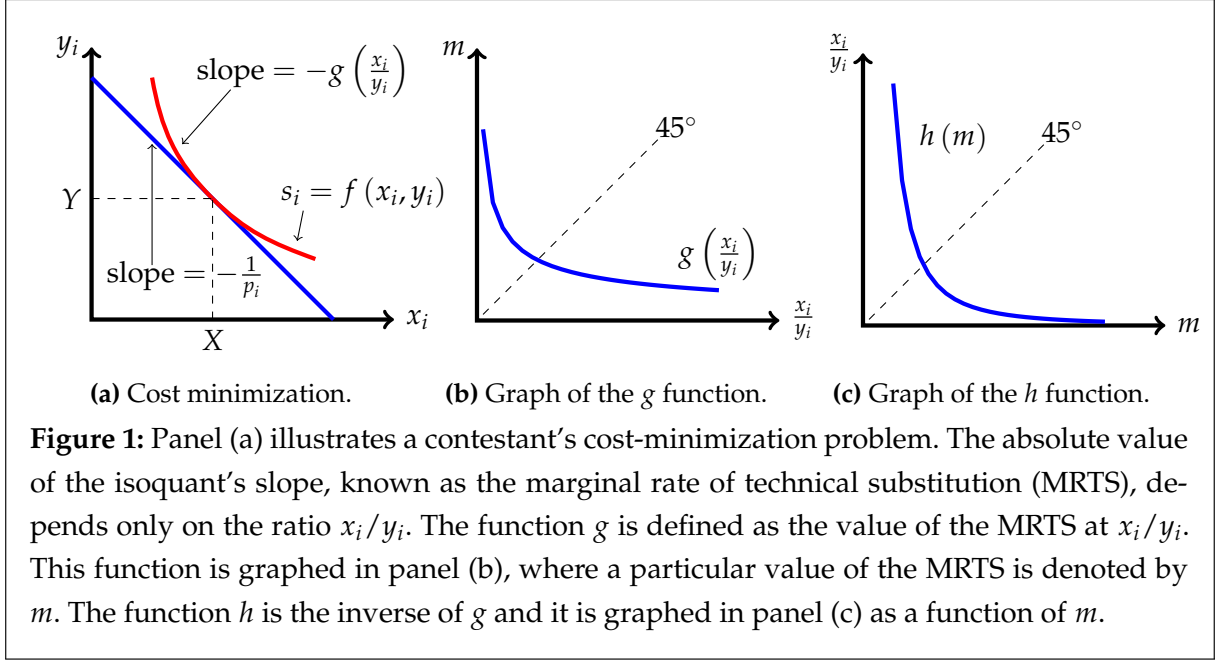 y_i
slope = −g (x_i/y_i)
Y
s_i = f (x_i, y_i)
slope = −1/p_i
X
x_i
m
45°
g (x_i/y_i)
x_i/y_i
x_i/y_i
h (m)
45°
m
(a) Cost minimization.
(b) Graph of the g function.
(c) Graph of the h function.
Figure 1: Panel (a) illustrates a contestant's cost-minimization problem. The absolute value
of the isoquant's slope, known as the marginal rate of technical substitution (MRTS), de-
pends only on the ratio x_i/y_i. The function g is defined as the value of the MRTS at x_i/y_i.
This function is graphed in panel (b), where a particular value of the MRTS is denoted by
m. The function h is the inverse of g and it is graphed in panel (c) as a function of m.